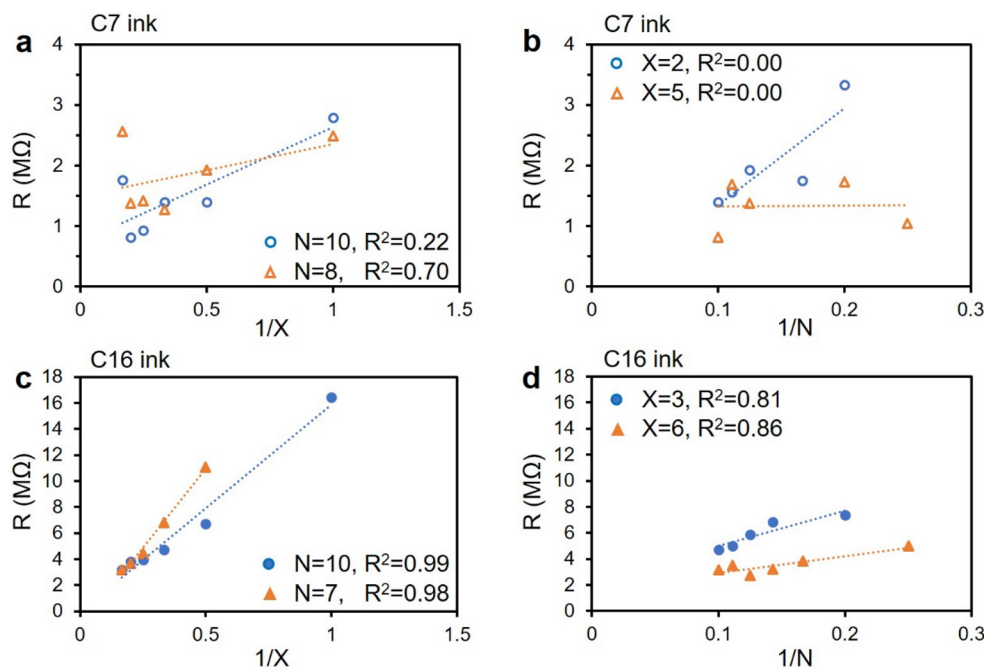 C7 ink
a
4
3
2
1
0
R (MΩ)
N=10, R²=0.22
N=8, R²=0.70
0
0.5
1
1.5
1/X
C7 ink
b
4
3
2
1
0
R (MΩ)
X=2, R²=0.00
X=5, R²=0.00
0.0
0.1
0.2
0.3
1/N
C16 ink
c
18
16
14
12
10
8
6
4
2
0
R (MΩ)
N=10, R²=0.99
N=7, R²=0.98
0
0.5
1
1.5
1/X
C16 ink
d
18
16
14
12
10
8
6
4
2
0
R (MΩ)
X=3, R²=0.81
X=6, R²=0.86
0.0
0.1
0.2
0.3
1/N